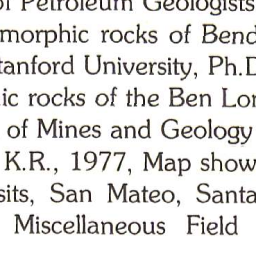 of Petroleum Geologists
morphic rocks of Bend
tanford University, Ph.D
ic rocks of the Ben Lor
of Mines and Geology
K.R., 1977, Map show
sits, San Mateo, Santa
Miscellaneous Field